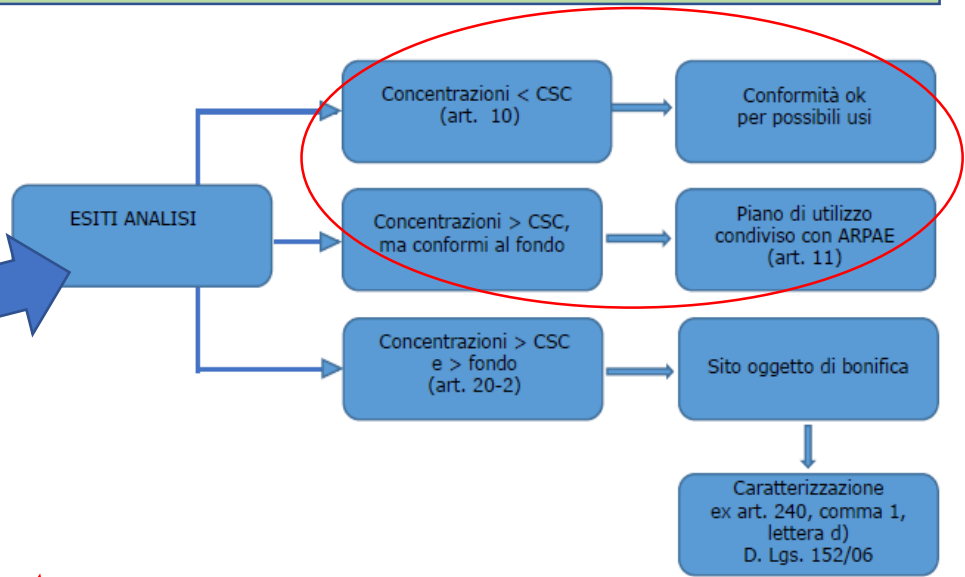 Concentrazioni < CSC
(art. 10)
Conformità ok
per possibili usi
ESITI ANALISI
Concentrazioni > CSC,
ma conformi al fondo
Piano di utilizzo
condiviso con ARPAE
(art. 11)
Concentrazioni > CSC
e > fondo
(art. 20-2)
Sito oggetto di bonifica
Caratterizzazione
ex art. 240, comma 1,
lettera d)
D. Lgs. 152/06